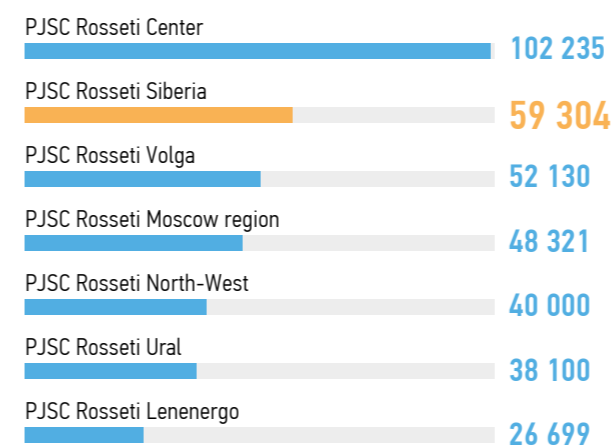 PJSC Rosseti Center
102 235
PJSC Rosseti Siberia
59 304
PJSC Rosseti Volga
52 130
PJSC Rosseti Moscow region
48 321
PJSC Rosseti North-West
40 000
PJSC Rosseti Ural
38 100
PJSC Rosseti Lenenergo
26 699